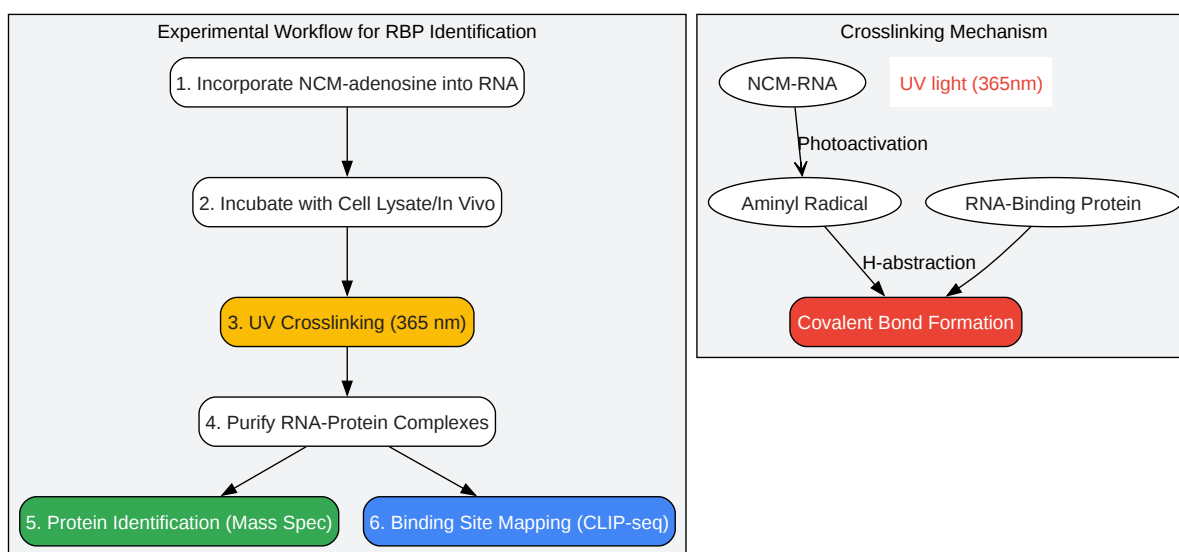 Experimental Workflow for RBP Identification
1. Incorporate NCM-adenosine into RNA
2. Incubate with Cell Lysate/In Vivo
3. UV Crosslinking (365 nm)
4. Purify RNA-Protein Complexes
5. Protein Identification (Mass Spec)
6. Binding Site Mapping (CLIP-seq)
Crosslinking Mechanism
NCM-RNA
UV light (365nm)
Photoactivation
Aminyl Radical
RNA-Binding Protein
H-abstraction
Covalent Bond Formation